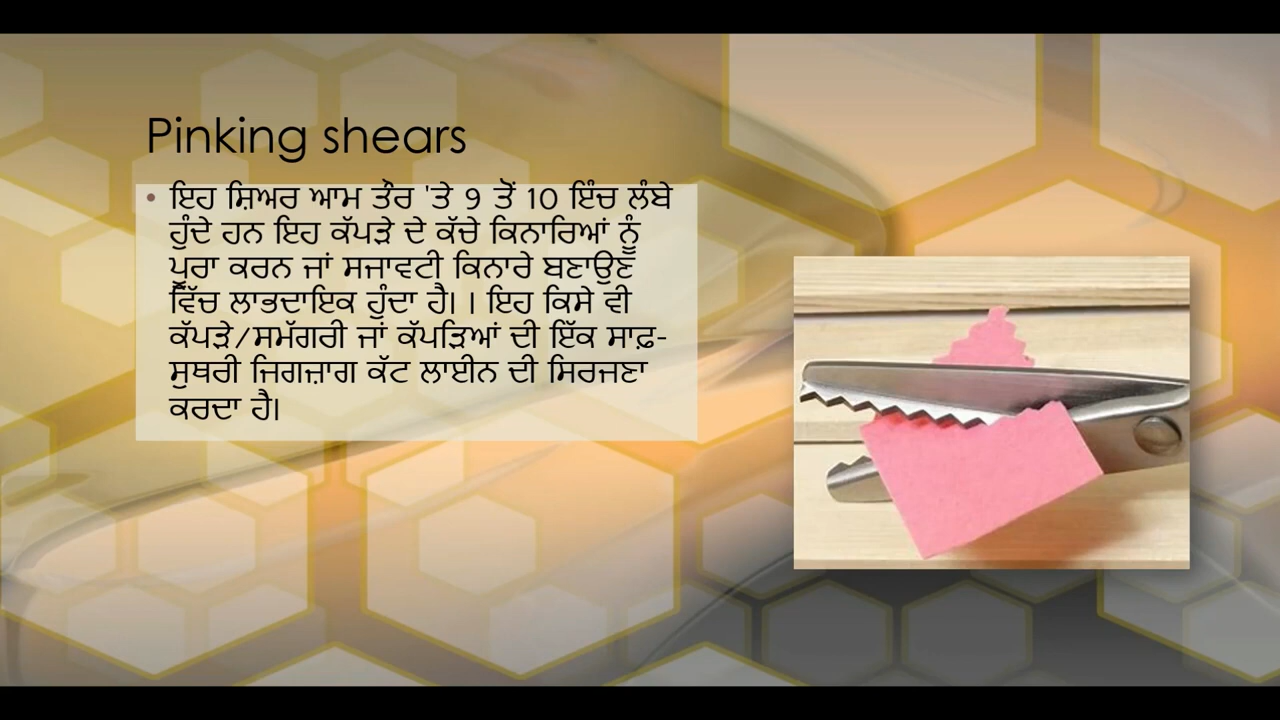 Pinking shears
• ਇਹ ਸ਼ਿਅਰ ਆਮ ਤੌਰ 'ਤੇ 9 ਤੋਂ 10 ਇੰਚ ਲੰਬੇ
ਹੁੰਦੇ ਹਨ ਇਹ ਕੱਪੜੇ ਦੇ ਕੱਚੇ ਕਿਨਾਰਿਆਂ ਨੂੰ
ਪੂਰਾ ਕਰਨ ਜਾਂ ਸਜਾਵਟੀ ਕਿਨਾਰੇ ਬਣਾਉਣ
ਵਿੱਚ ਲਾਭਦਾਇਕ ਹੁੰਦਾ ਹੈ। । ਇਹ ਕਿਸੇ ਵੀ
ਕੱਪੜੇ/ਸਮੱਗਰੀ ਜਾਂ ਕੱਪੜਿਆਂ ਦੀ ਇੱਕ ਸਾਫ਼-
ਸੁਥਰੀ ਜਿਗਜ਼ਾਗ ਕੱਟ ਲਾਈਨ ਦੀ ਸਿਰਜਣਾ
ਕਰਦਾ ਹੈ।